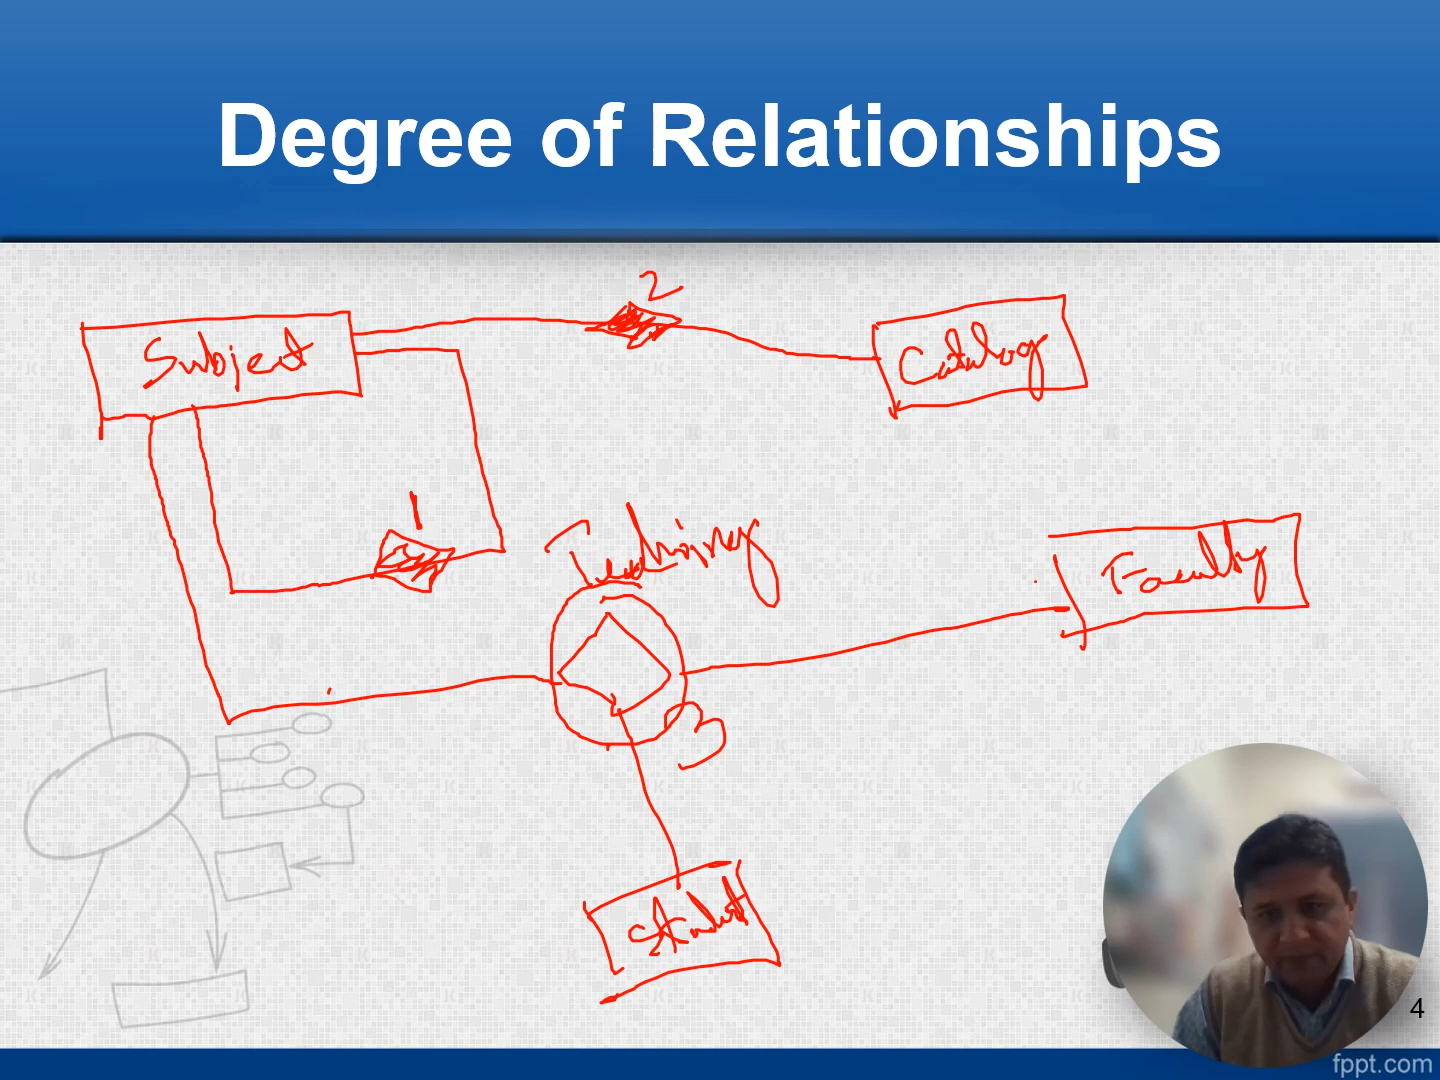 Degree of Relationships
2
Subject
Catalog
1
Teaching
Faculty
3
Student
4
fppt.com